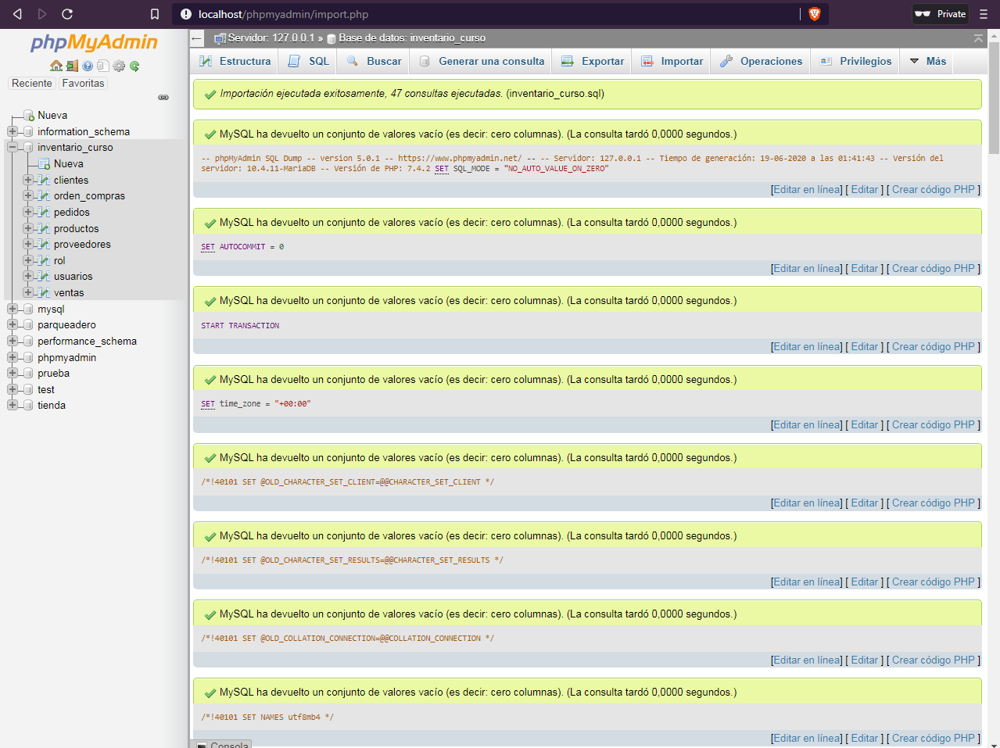 localhost/phpmyadmin/import.php
Private
phpMyAdmin
Reciente
Favoritas
Nueva
information_schema
inventario_curso
Nueva
clientes
orden_compras
pedidos
productos
proveedores
rol
usuarios
ventas
mysql
parqueadero
performance_schema
phpmyadmin
prueba
test
tienda
Servidor: 127.0.0.1 » Base de datos: inventario_curso
Estructura SQL Buscar Generar una consulta Exportar Importar Operaciones Privilegios Más
Importación ejecutada exitosamente, 47 consultas ejecutadas. (inventario_curso.sql)
MySQL ha devuelto un conjunto de valores vacío (es decir: cero columnas). (La consulta tardó 0,0000 segundos.)
-- phpMyAdmin SQL Dump -- version 5.0.1 -- https://www.phpmyadmin.net/ -- -- Servidor: 127.0.0.1 -- Tiempo de generación: 19-06-2020 a las 01:41:43 -- Versión del
servidor: 10.4.11-MariaDB -- Versión de PHP: 7.4.2 SET SQL_MODE = "NO_AUTO_VALUE_ON_ZERO"
[Editar en línea] [ Editar ] [ Crear código PHP ]
MySQL ha devuelto un conjunto de valores vacío (es decir: cero columnas). (La consulta tardó 0,0000 segundos.)
SET AUTOCOMMIT = 0
[Editar en línea] [ Editar ] [ Crear código PHP ]
MySQL ha devuelto un conjunto de valores vacío (es decir: cero columnas). (La consulta tardó 0,0000 segundos.)
START TRANSACTION
[Editar en línea] [ Editar ] [ Crear código PHP ]
MySQL ha devuelto un conjunto de valores vacío (es decir: cero columnas). (La consulta tardó 0,0000 segundos.)
SET time_zone = "+00:00"
[Editar en línea] [ Editar ] [ Crear código PHP ]
MySQL ha devuelto un conjunto de valores vacío (es decir: cero columnas). (La consulta tardó 0,0000 segundos.)
/*!40101 SET @OLD_CHARACTER_SET_CLIENT=@@CHARACTER_SET_CLIENT */
[Editar en línea] [ Editar ] [ Crear código PHP ]
MySQL ha devuelto un conjunto de valores vacío (es decir: cero columnas). (La consulta tardó 0,0000 segundos.)
/*!40101 SET @OLD_CHARACTER_SET_RESULTS=@@CHARACTER_SET_RESULTS */
[Editar en línea] [ Editar ] [ Crear código PHP ]
MySQL ha devuelto un conjunto de valores vacío (es decir: cero columnas). (La consulta tardó 0,0000 segundos.)
/*!40101 SET @OLD_COLLATION_CONNECTION=@@COLLATION_CONNECTION */
[Editar en línea] [ Editar ] [ Crear código PHP ]
MySQL ha devuelto un conjunto de valores vacío (es decir: cero columnas). (La consulta tardó 0,0000 segundos.)
/*!40101 SET NAMES utf8mb4 */
[Editar en línea] [ Editar ] [ Crear código PHP ]
Consola